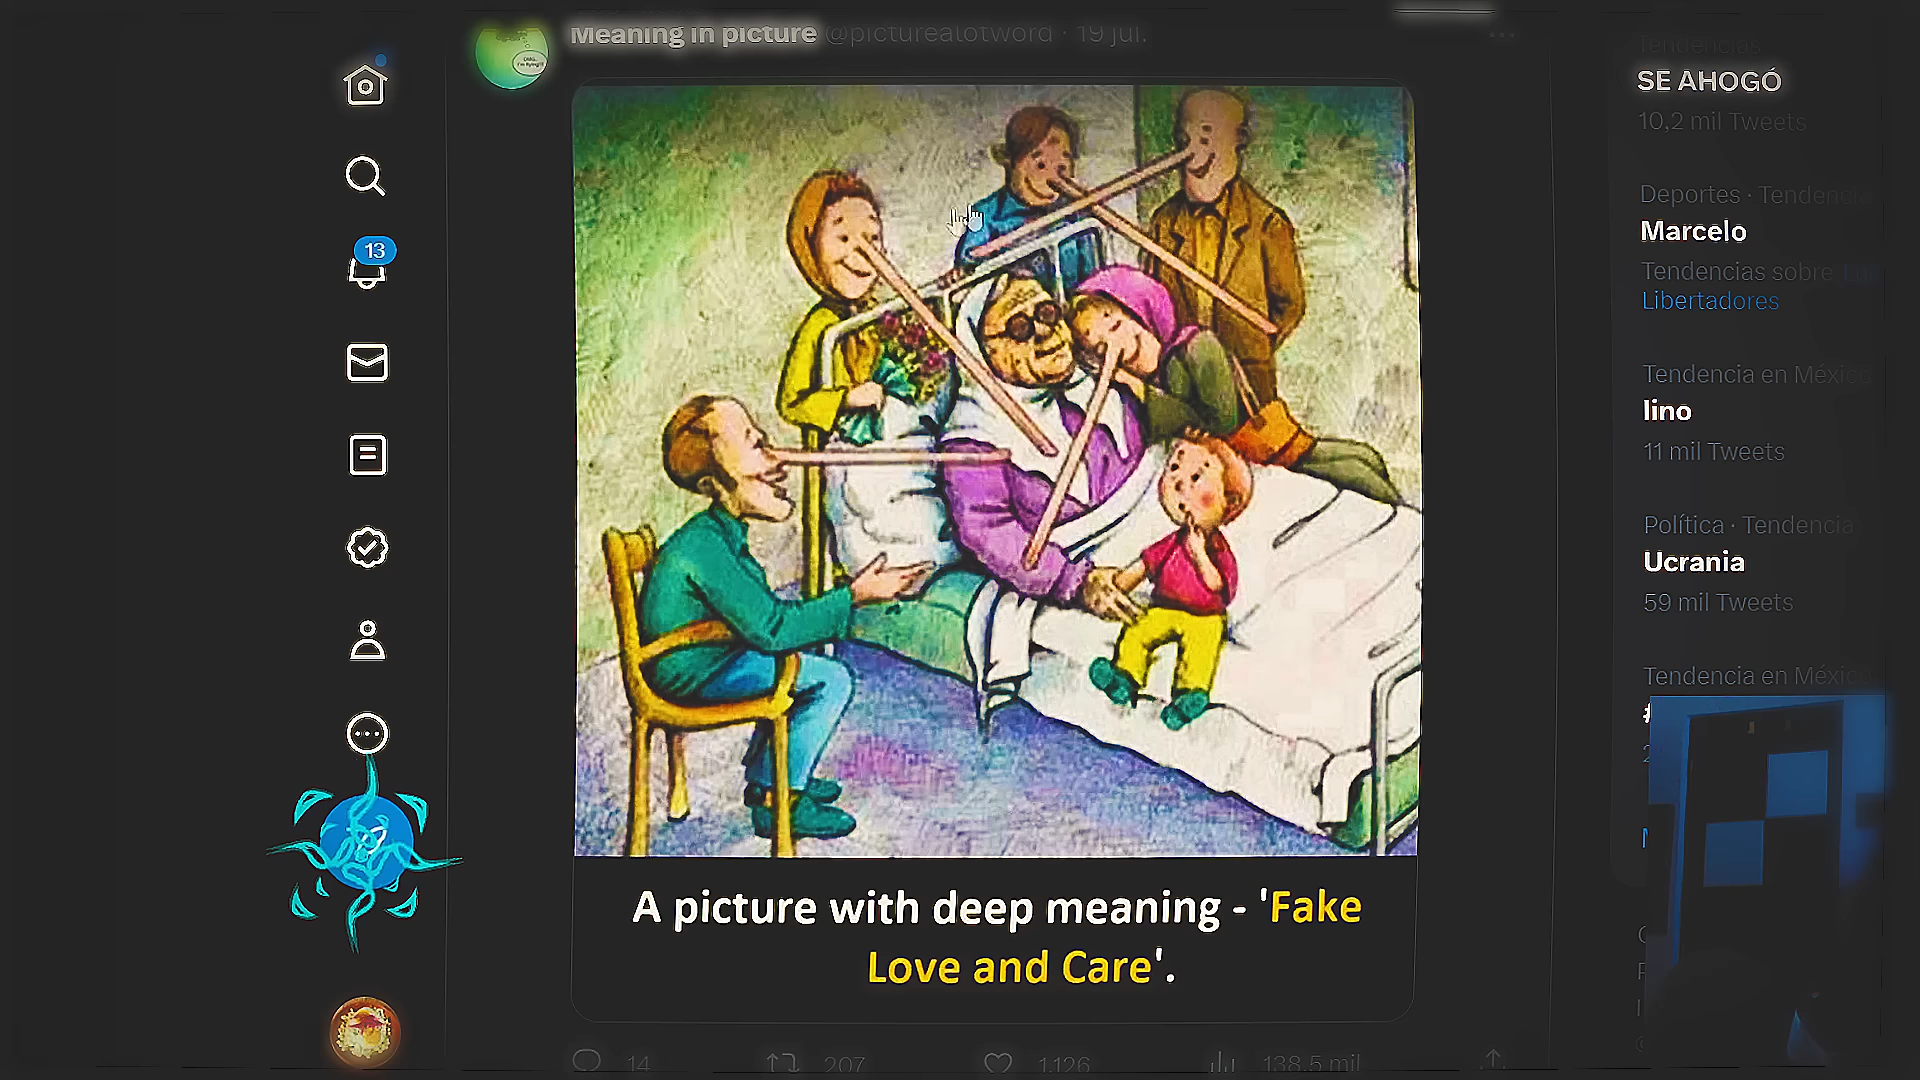 Meaning in picture @picturealotword · 19 jul.
13
A picture with deep meaning - 'Fake
Love and Care'.
14 207 1.126 138,5 mil
Tendencias
SE AHOGÓ
10,2 mil Tweets
Deportes · Tendencia
Marcelo
Tendencias sobre
Libertadores
Tendencia en México
lino
11 mil Tweets
Política · Tendencia
Ucrania
59 mil Tweets
Tendencia en México
#